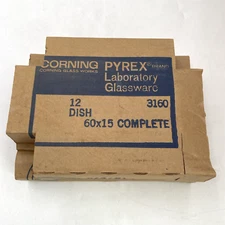 CORNING
CORNING GLASS WORKS
PYREX
Laboratory
Glassware
12 3160
DISH
60x15 COMPLETE